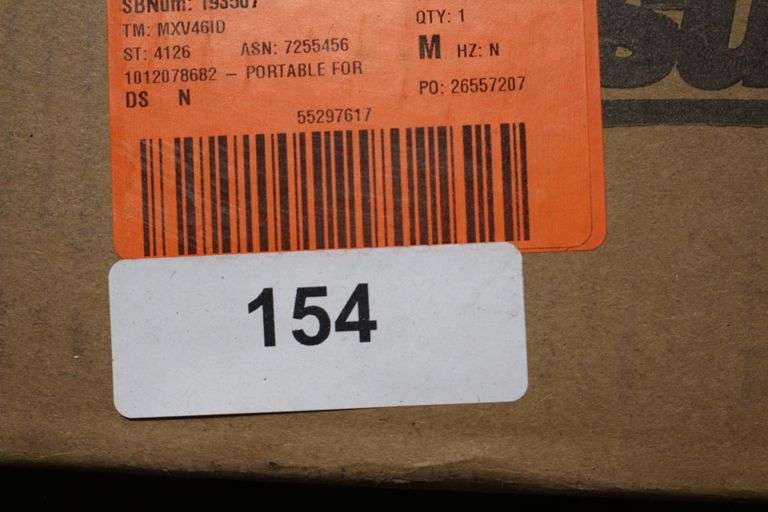 SBNum: 193507
QTY: 1
TM: MXV46ID
ST: 4126 ASN: 7255456
M HZ: N
1012078682 – PORTABLE FOR
PO: 26557207
DS N
55297617
154